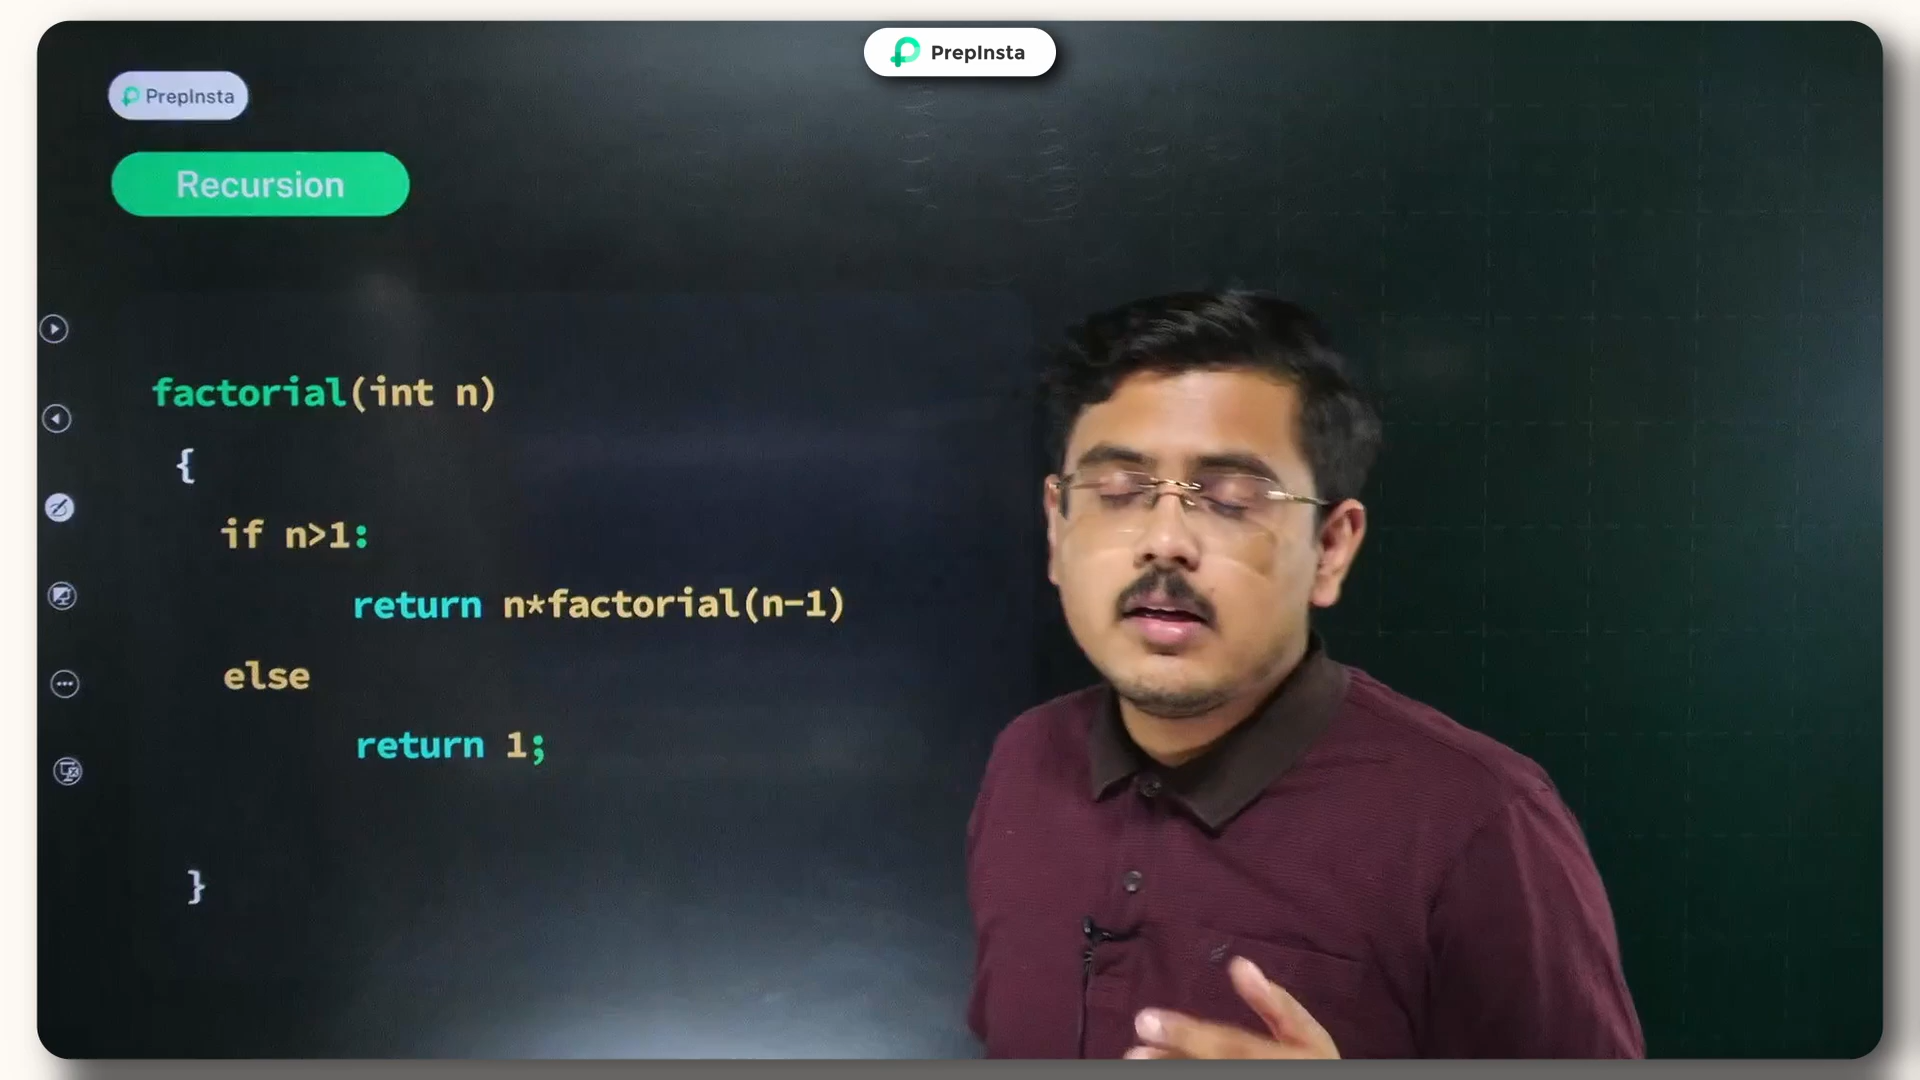 PrepInsta
PrepInsta
Recursion
factorial(int n)
{
if n>1:
return n*factorial(n-1)
else
return 1;
}